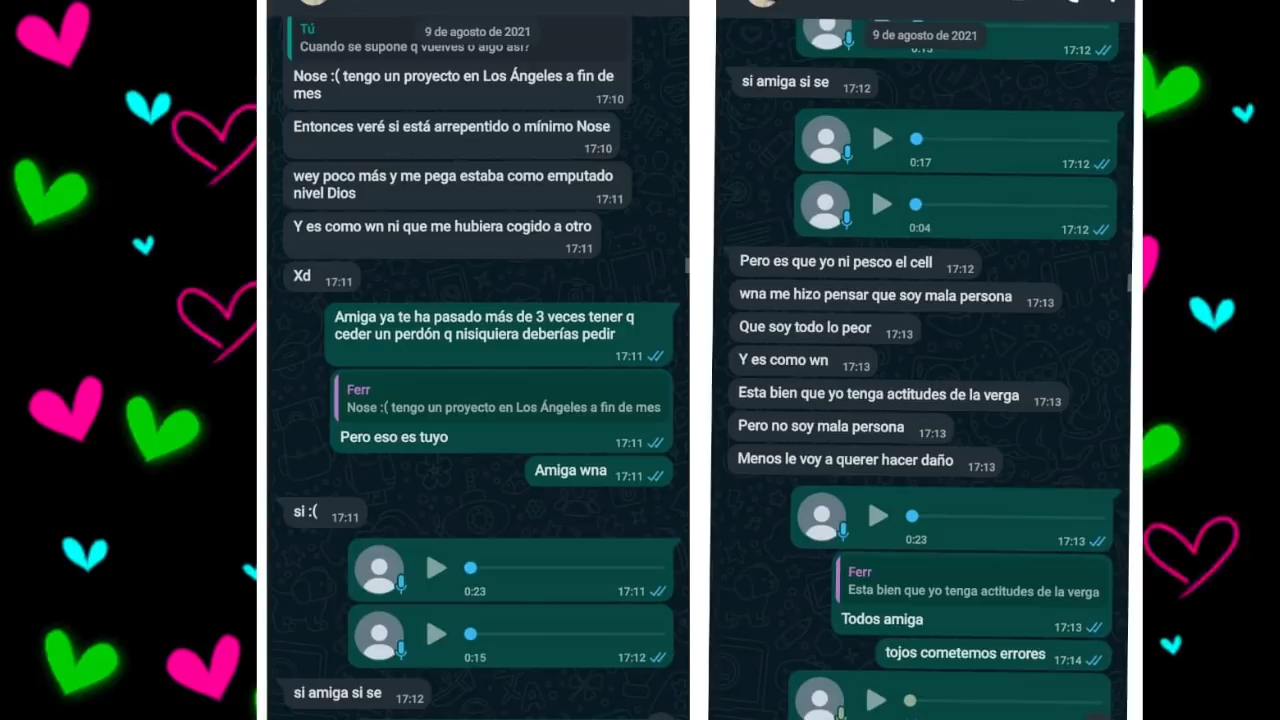 Tú
9 de agosto de 2021
Cuando se supone q vuelves o algo así?
Nose :( tengo un proyecto en Los Ángeles a fin de
mes
17:10
Entonces veré si está arrepentido o mínimo Nose
17:10
wey poco más y me pega estaba como emputado
nivel Dios
17:11
Y es como wn ni que me hubiera cogido a otro
17:11
Xd 17:11
Amiga ya te ha pasado más de 3 veces tener q
ceder un perdón q nisiquiera deberías pedir
17:11
Ferr
Nose :( tengo un proyecto en Los Ángeles a fin de mes
Pero eso es tuyo 17:11
Amiga wna 17:11
si :( 17:11
0:23 17:11
0:15 17:12
si amiga si se 17:12
9 de agosto de 2021
0:15 17:12
si amiga si se 17:12
0:17 17:12
0:04 17:12
Pero es que yo ni pesco el cell 17:12
wna me hizo pensar que soy mala persona 17:13
Que soy todo lo peor 17:13
Y es como wn 17:13
Esta bien que yo tenga actitudes de la verga 17:13
Pero no soy mala persona 17:13
Menos le voy a querer hacer daño 17:13
0:23 17:13
Ferr
Esta bien que yo tenga actitudes de la verga
Todos amiga 17:13
tojos cometemos errores 17:14